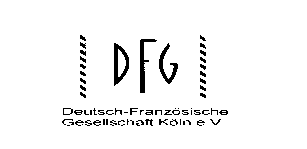 DFG
Deutsch-Französische
Gesellschaft Köln e.V.